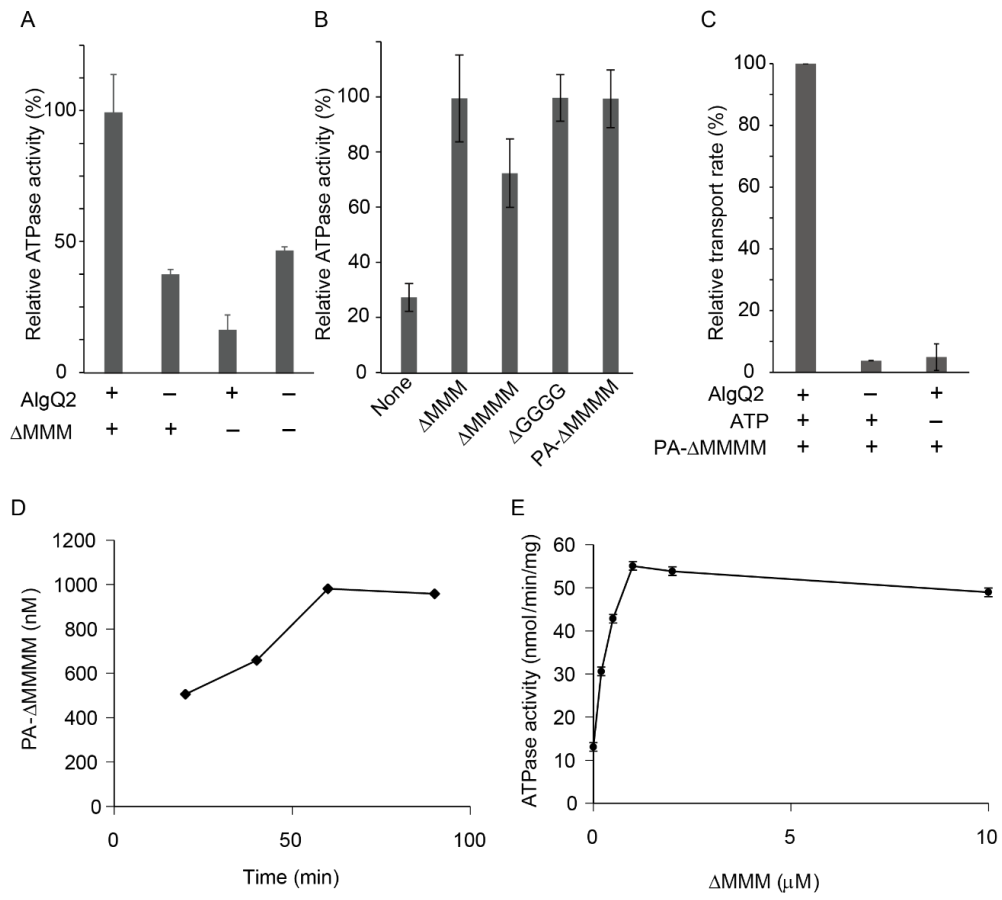 A
Relative ATPase activity (%)
100
50
0
AlgQ2
+ − + −
ΔMMM
+ + − −
B
Relative ATPase activity (%)
100
80
60
40
20
0
None
ΔMMM
ΔMMMM
ΔGGGG
PA-ΔMMMM
C
Relative transport rate (%)
100
80
60
40
20
0
AlgQ2
+ − +
ATP
+ + −
PA-ΔMMMM
+ + +
D
PA-ΔMMMM (nM)
1200
1000
800
600
400
200
0
0 50 100
Time (min)
E
ATPase activity (nmol/min/mg)
60
50
40
30
20
10
0
0 5 10
ΔMMM (μM)